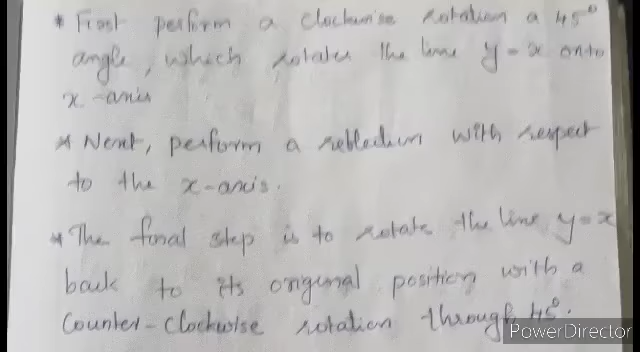 * First perform a clockwise rotation a 45°
angle, which rotates the line y = x onto
x-axis
* Next, perform a reflection with respect
to the x-axis.
* The final step is to rotate the line y = x
back to its original position with a
Counter-Clockwise rotation through 45°.
PowerDirector